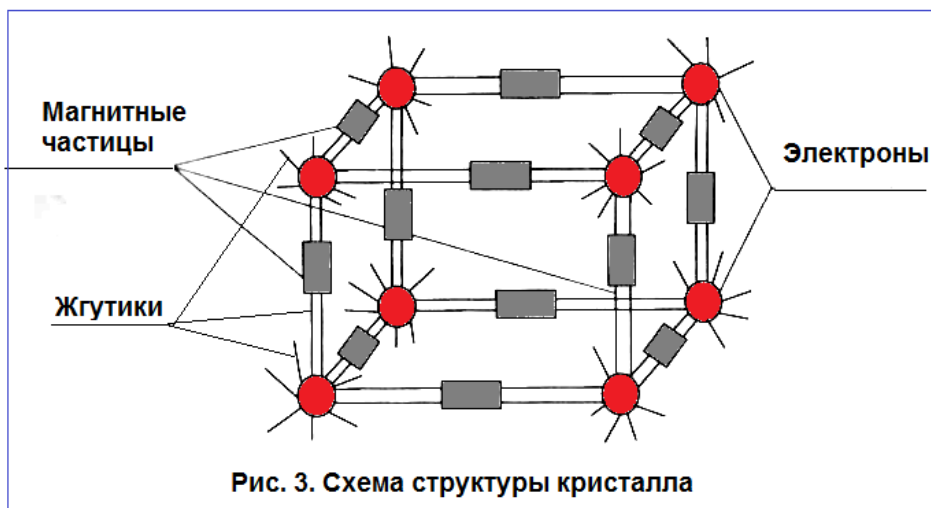 Магнитные
частицы
Электроны
Жгутики
Рис. 3. Схема структуры кристалла